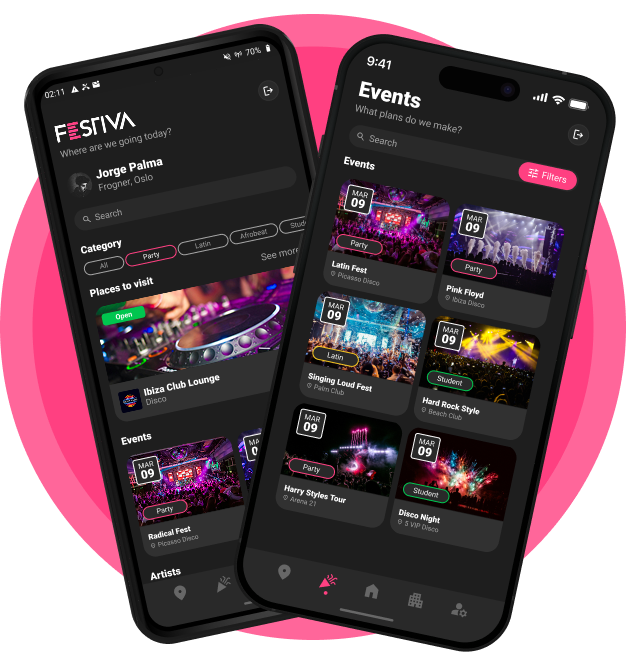 02:11
70%
FESTIVA
Where are we going today?
Jorge Palma
Frogner, Oslo
Search
Category
All
Party
Latin
Afrobeat
Places to visit
See more
Open
Ibiza Club Lounge
Disco
Events
MAR
09
Party
Radical Fest
Picasso Disco
MAR
Artists
9:41
Events
What plans do we make?
Search
Events
Filters
MAR
09
Party
Latin Fest
Picasso Disco
MAR
09
Party
Pink Floyd
Ibiza Disco
MAR
09
Latin
Singing Loud Fest
Palm Club
MAR
09
Student
Hard Rock Style
Beach Club
MAR
09
Party
Harry Styles Tour
Arena 21
MAR
09
Student
Disco Night
5 VIP Disco